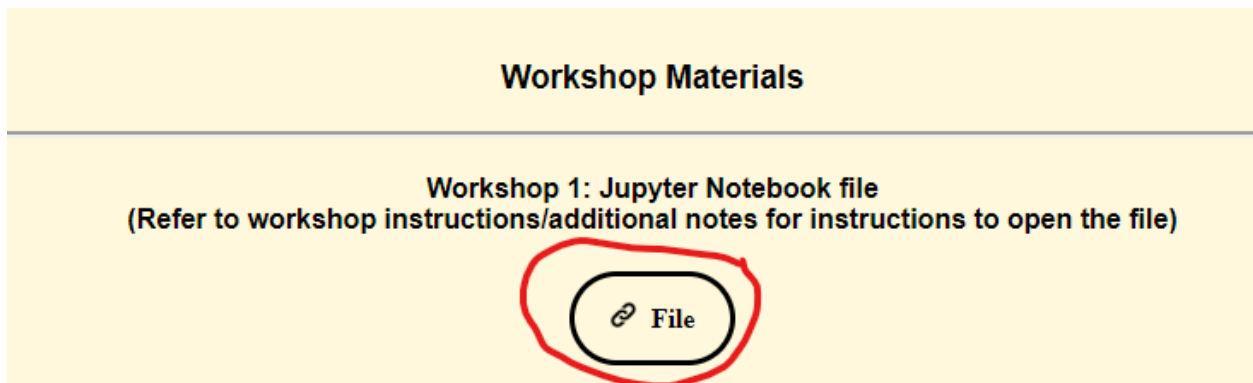 Workshop Materials
Workshop 1: Jupyter Notebook file
(Refer to workshop instructions/additional notes for instructions to open the file)
File